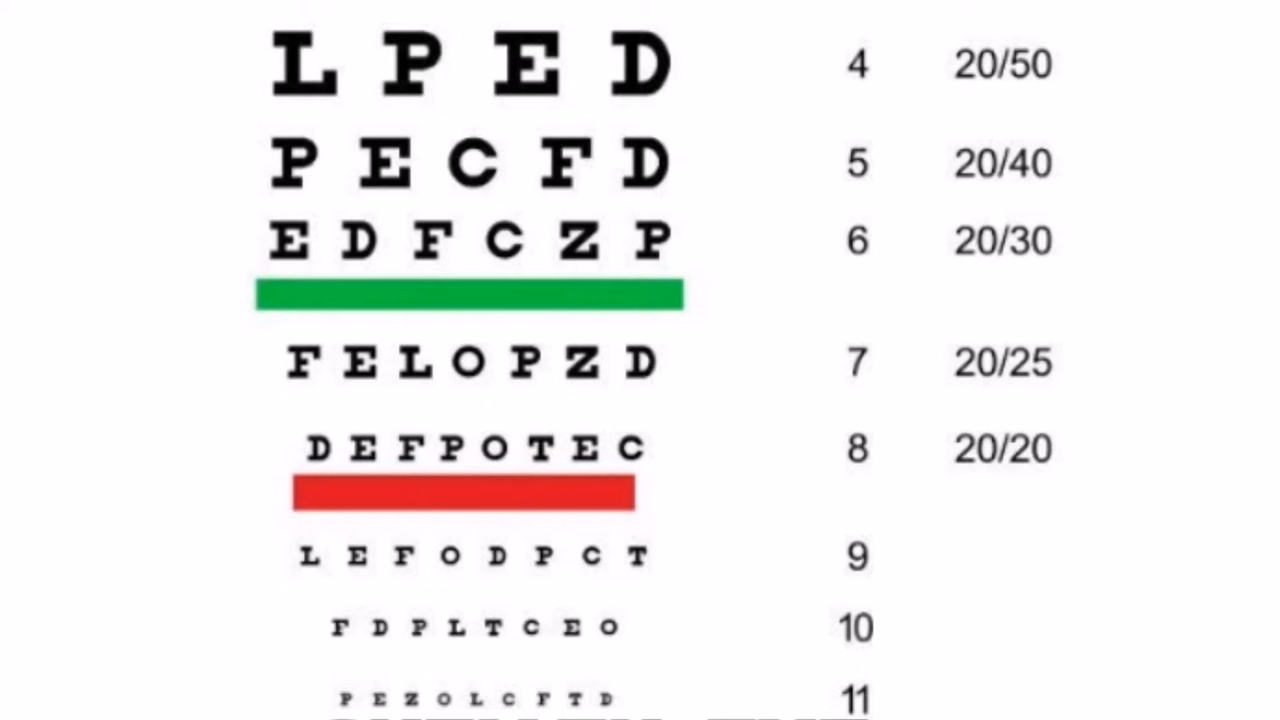 L P E D 4 20/50
P E C F D 5 20/40
E D F C Z P 6 20/30
F E L O P Z D 7 20/25
D E F P O T E C 8 20/20
L E F O D P C T 9
F D P L T C E O 10
P E Z O L C F T D 11